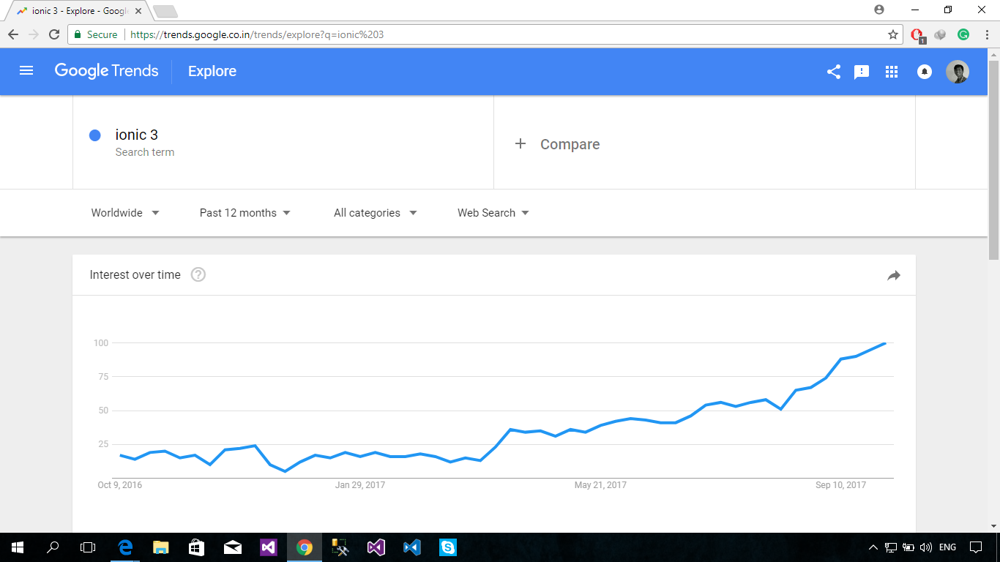 ionic 3 - Explore - Googl
Secure
https://trends.google.co.in/trends/explore?q=ionic%203
1
Google Trends
Explore
ionic 3
Search term
+ Compare
Worldwide
Past 12 months
All categories
Web Search
Interest over time ?
100
75
50
25
Oct 9, 2016
Jan 29, 2017
May 21, 2017
Sep 10, 2017
ENG